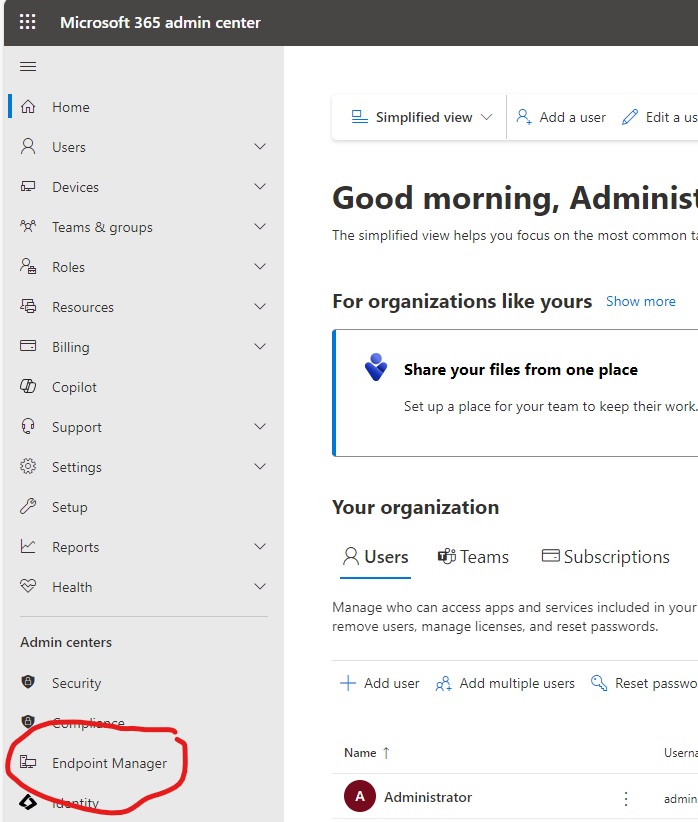 Microsoft 365 admin center
Home
Users
Devices
Teams & groups
Roles
Resources
Billing
Copilot
Support
Settings
Setup
Reports
Health
Admin centers
Security
Compliance
Endpoint Manager
Identity
Simplified view
Add a user
Edit a us
Good morning, Administ
The simplified view helps you focus on the most common ta
For organizations like yours Show more
Share your files from one place
Set up a place for your team to keep their work.
Your organization
Users Teams Subscriptions
Manage who can access apps and services included in your
remove users, manage licenses, and reset passwords.
Add user Add multiple users Reset passwo
Name ↑ Userna
A Administrator admin